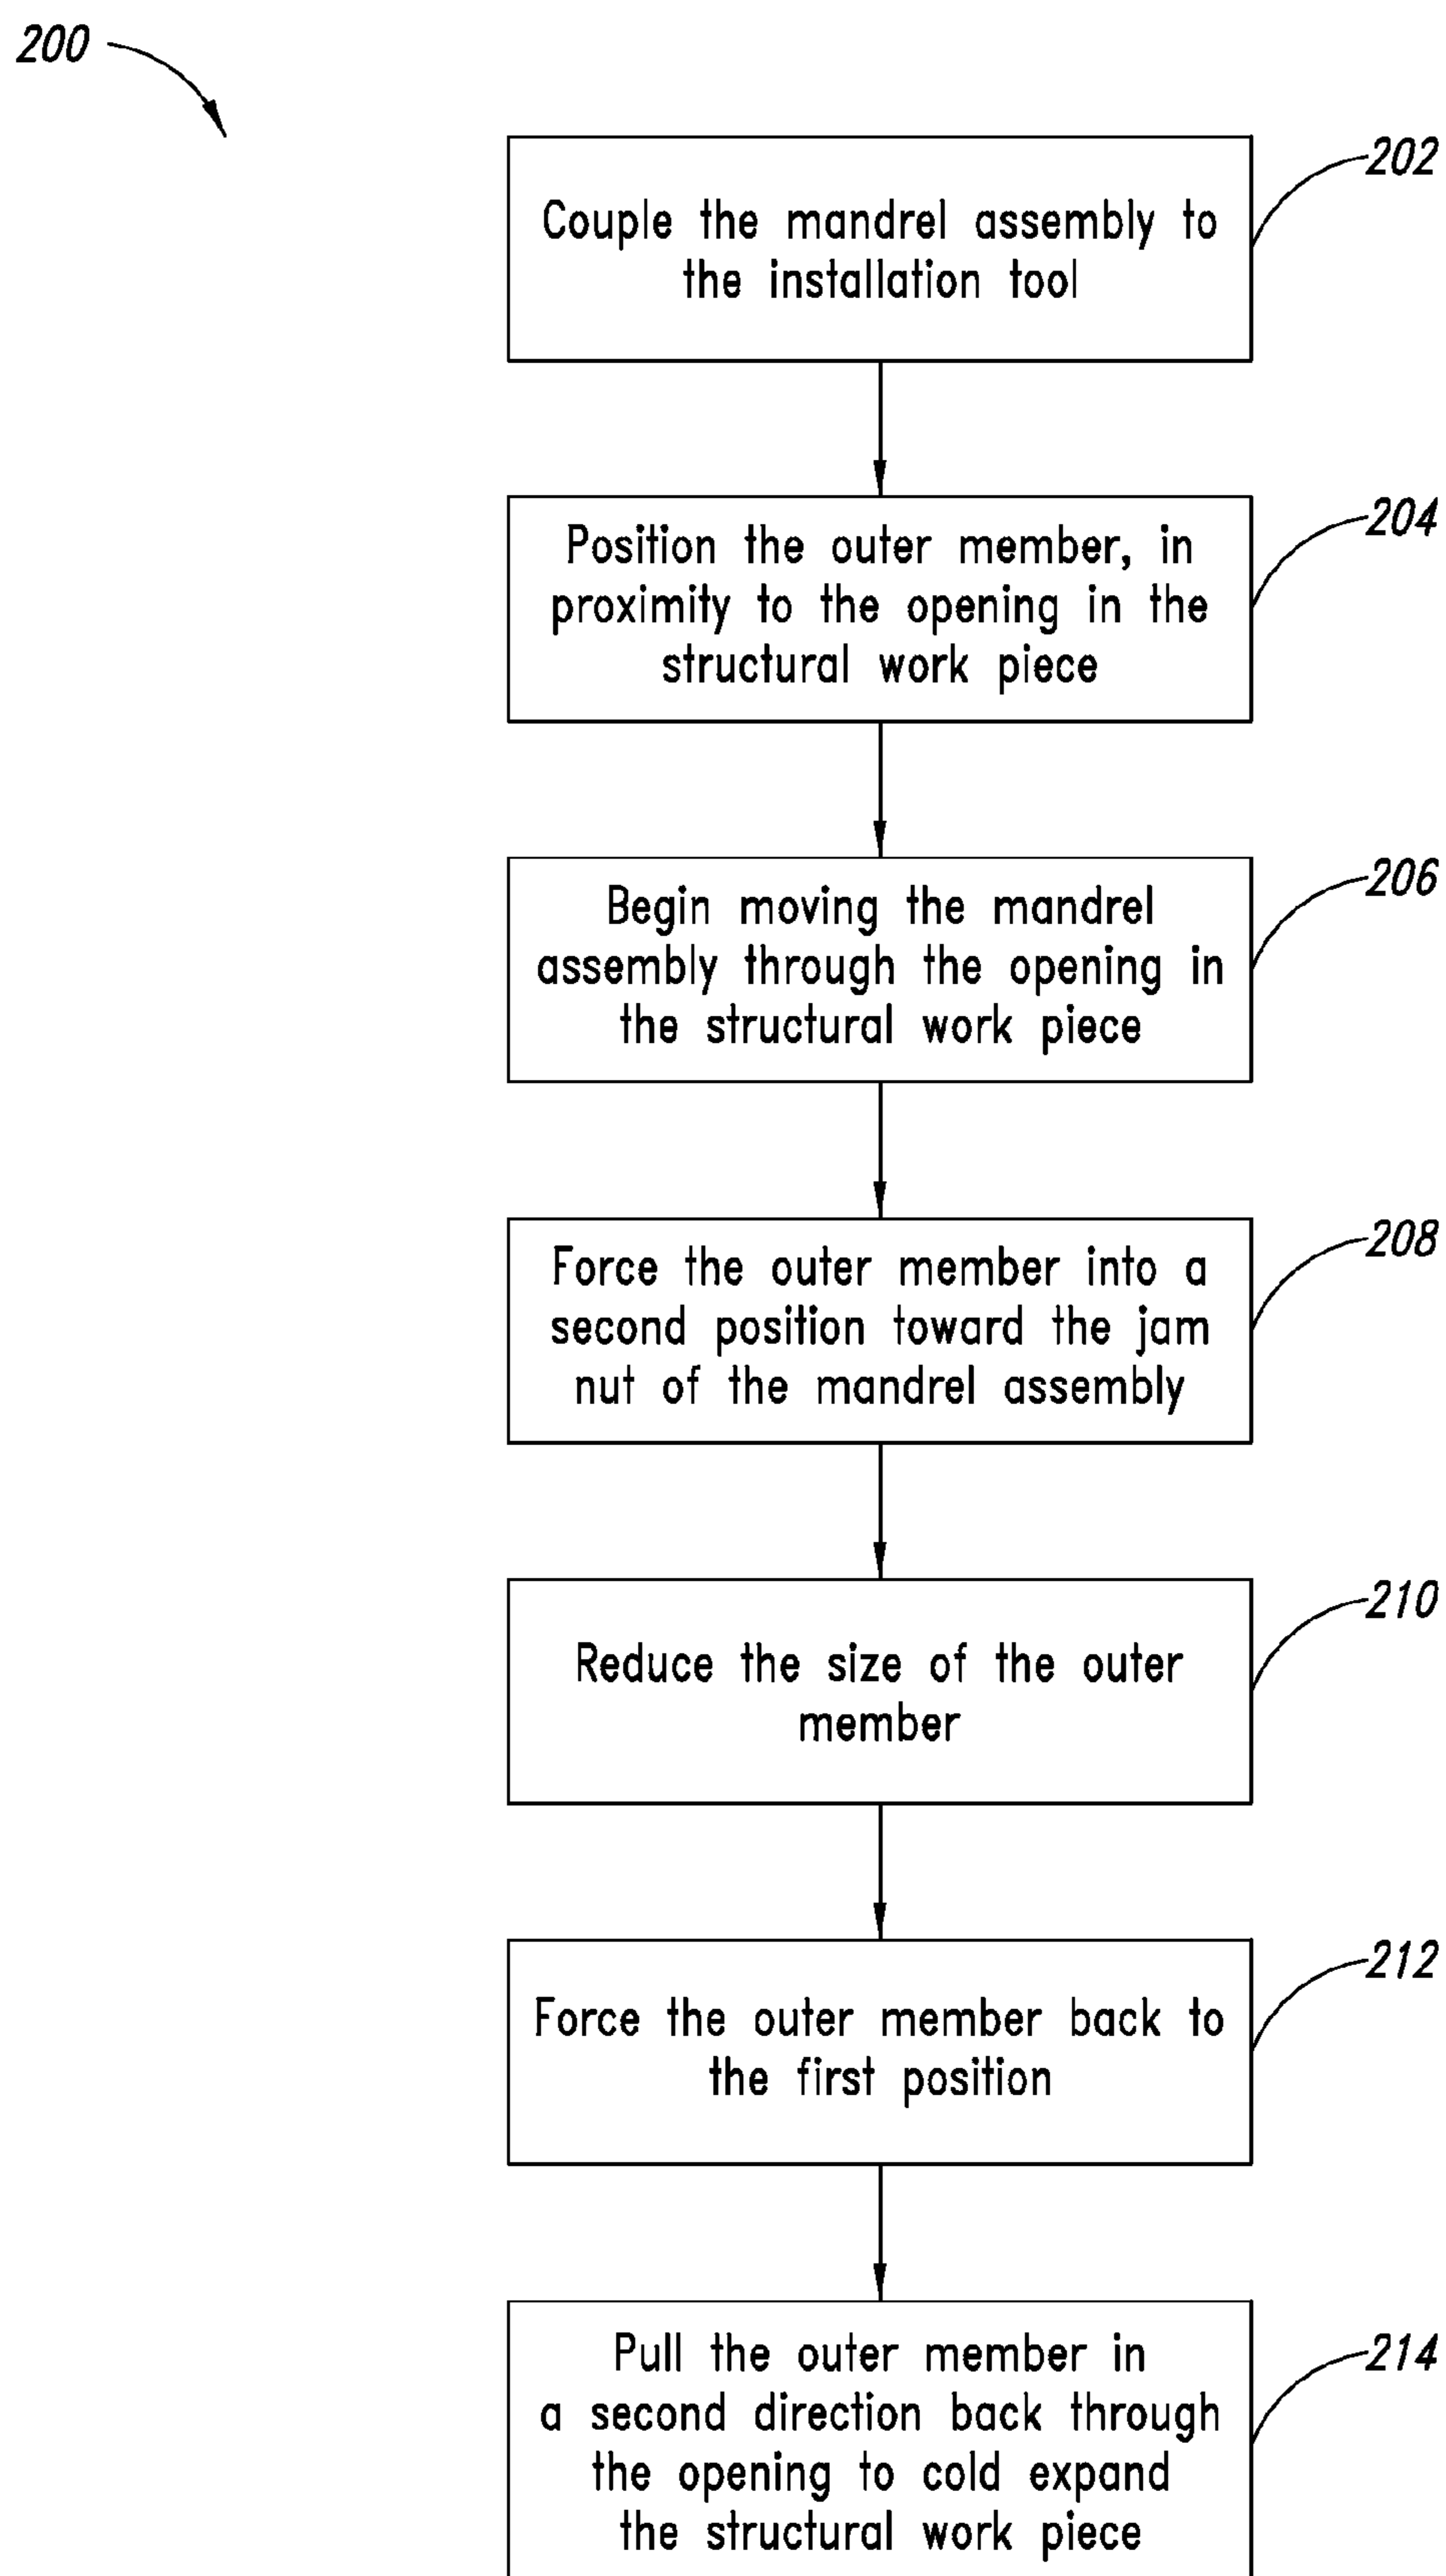 200
202
Couple the mandrel assembly to
the installation tool
204
Position the outer member, in
proximity to the opening in the
structural work piece
206
Begin moving the mandrel
assembly through the opening in
the structural work piece
208
Force the outer member into a
second position toward the jam
nut of the mandrel assembly
210
Reduce the size of the outer
member
212
Force the outer member back to
the first position
214
Pull the outer member in
a second direction back through
the opening to cold expand
the structural work piece